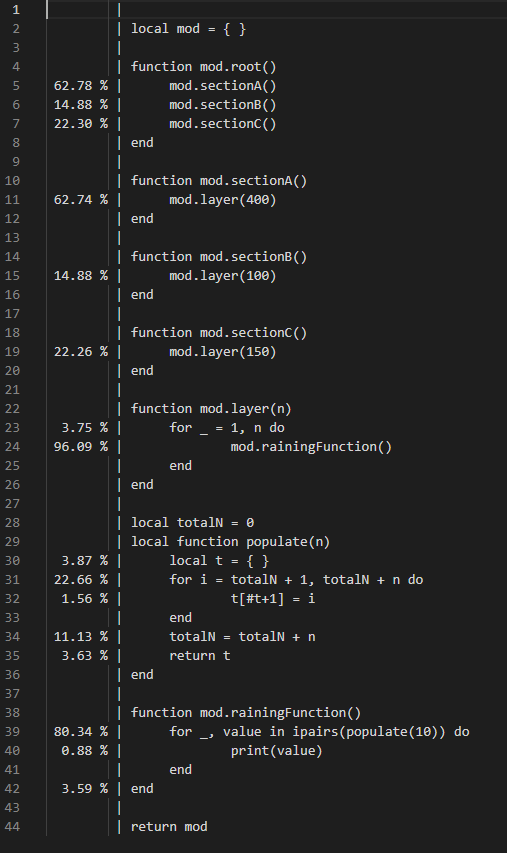 1
2 local mod = { }
3
4 function mod.root()
5 62.78 % mod.sectionA()
6 14.88 % mod.sectionB()
7 22.30 % mod.sectionC()
8 end
9
10 function mod.sectionA()
11 62.74 % mod.layer(400)
12 end
13
14 function mod.sectionB()
15 14.88 % mod.layer(100)
16 end
17
18 function mod.sectionC()
19 22.26 % mod.layer(150)
20 end
21
22 function mod.layer(n)
23 3.75 % for _ = 1, n do
24 96.09 % mod.rainingFunction()
25 end
26 end
27
28 local totalN = 0
29 local function populate(n)
30 3.87 % local t = { }
31 22.66 % for i = totalN + 1, totalN + n do
32 1.56 % t[#t+1] = i
33 end
34 11.13 % totalN = totalN + n
35 3.63 % return t
36 end
37
38 function mod.rainingFunction()
39 80.34 % for _, value in ipairs(populate(10)) do
40 0.88 % print(value)
41 end
42 3.59 % end
43
44 return mod